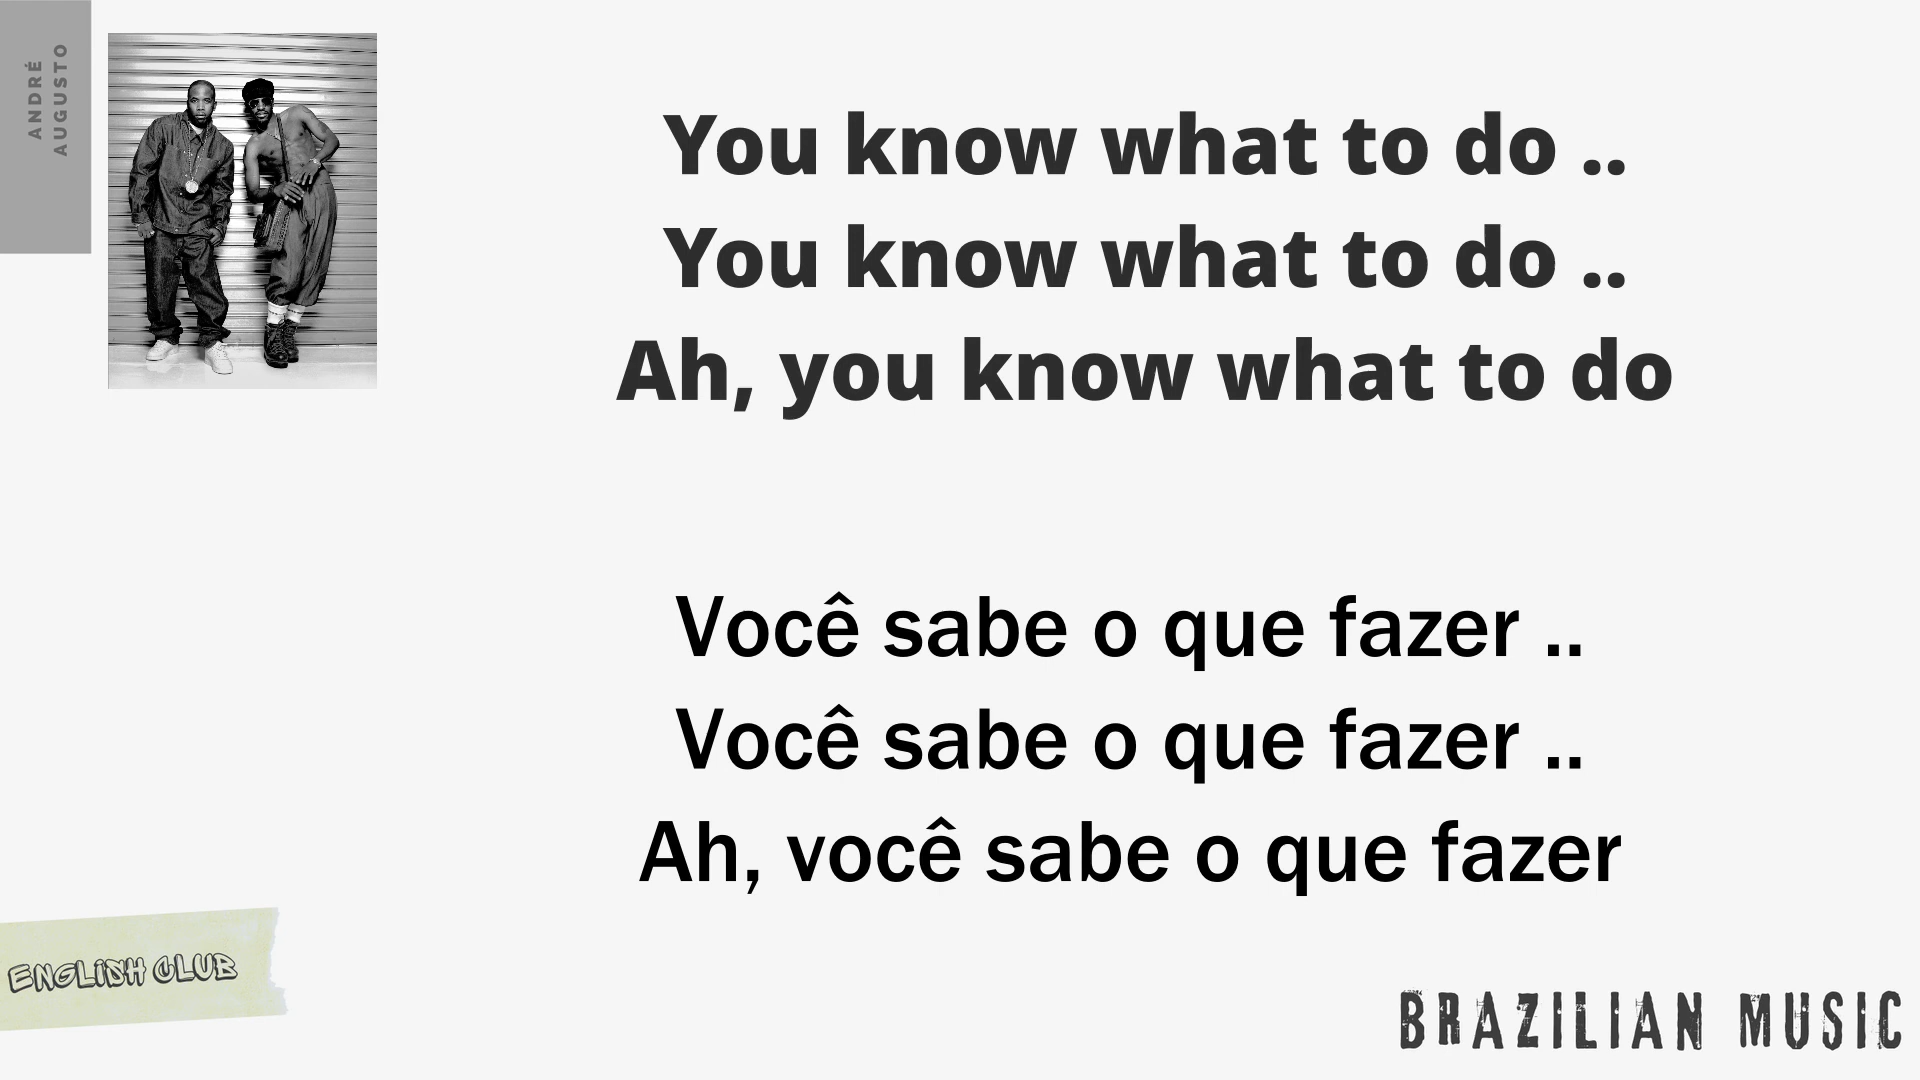 ANDRÉ
AUGUSTO
You know what to do ..
You know what to do ..
Ah, you know what to do
Você sabe o que fazer ..
Você sabe o que fazer ..
Ah, você sabe o que fazer
ENGLISH CLUB
BRAZILIAN MUSIC